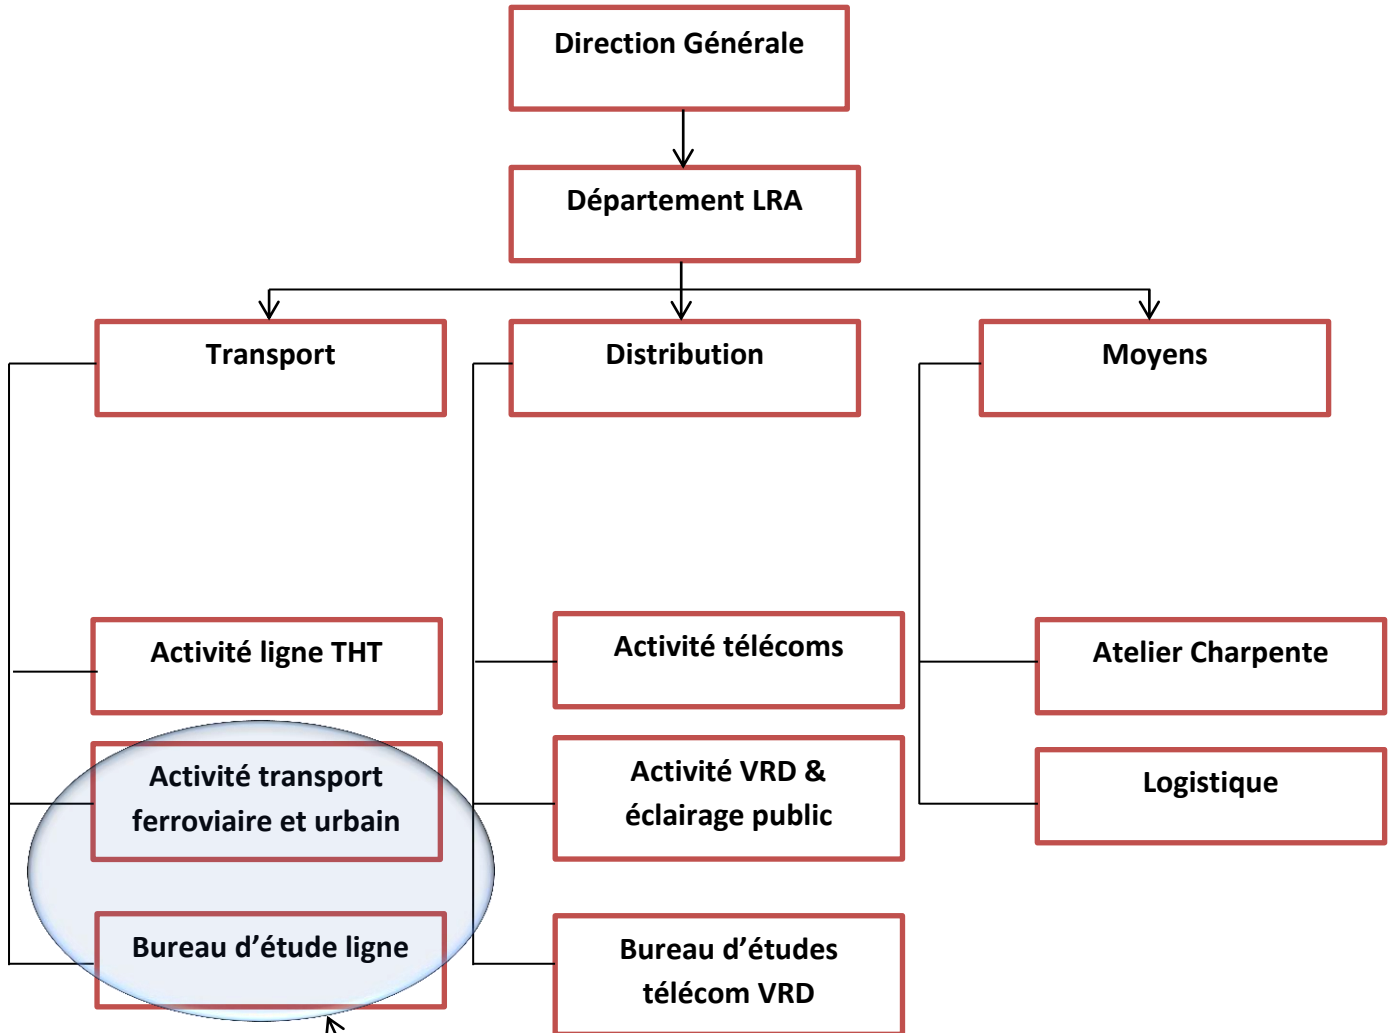 Direction Générale
Département LRA
Transport
Distribution
Moyens
Activité ligne THT
Activité télécoms
Atelier Charpente
Activité transport
ferroviaire et urbain
Activité VRD &
éclairage public
Logistique
Bureau d’étude ligne
Bureau d’études
télécom VRD